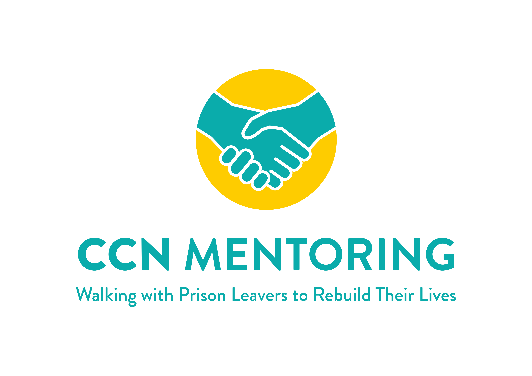 CCN MENTORING
Walking with Prison Leavers to Rebuild Their Lives